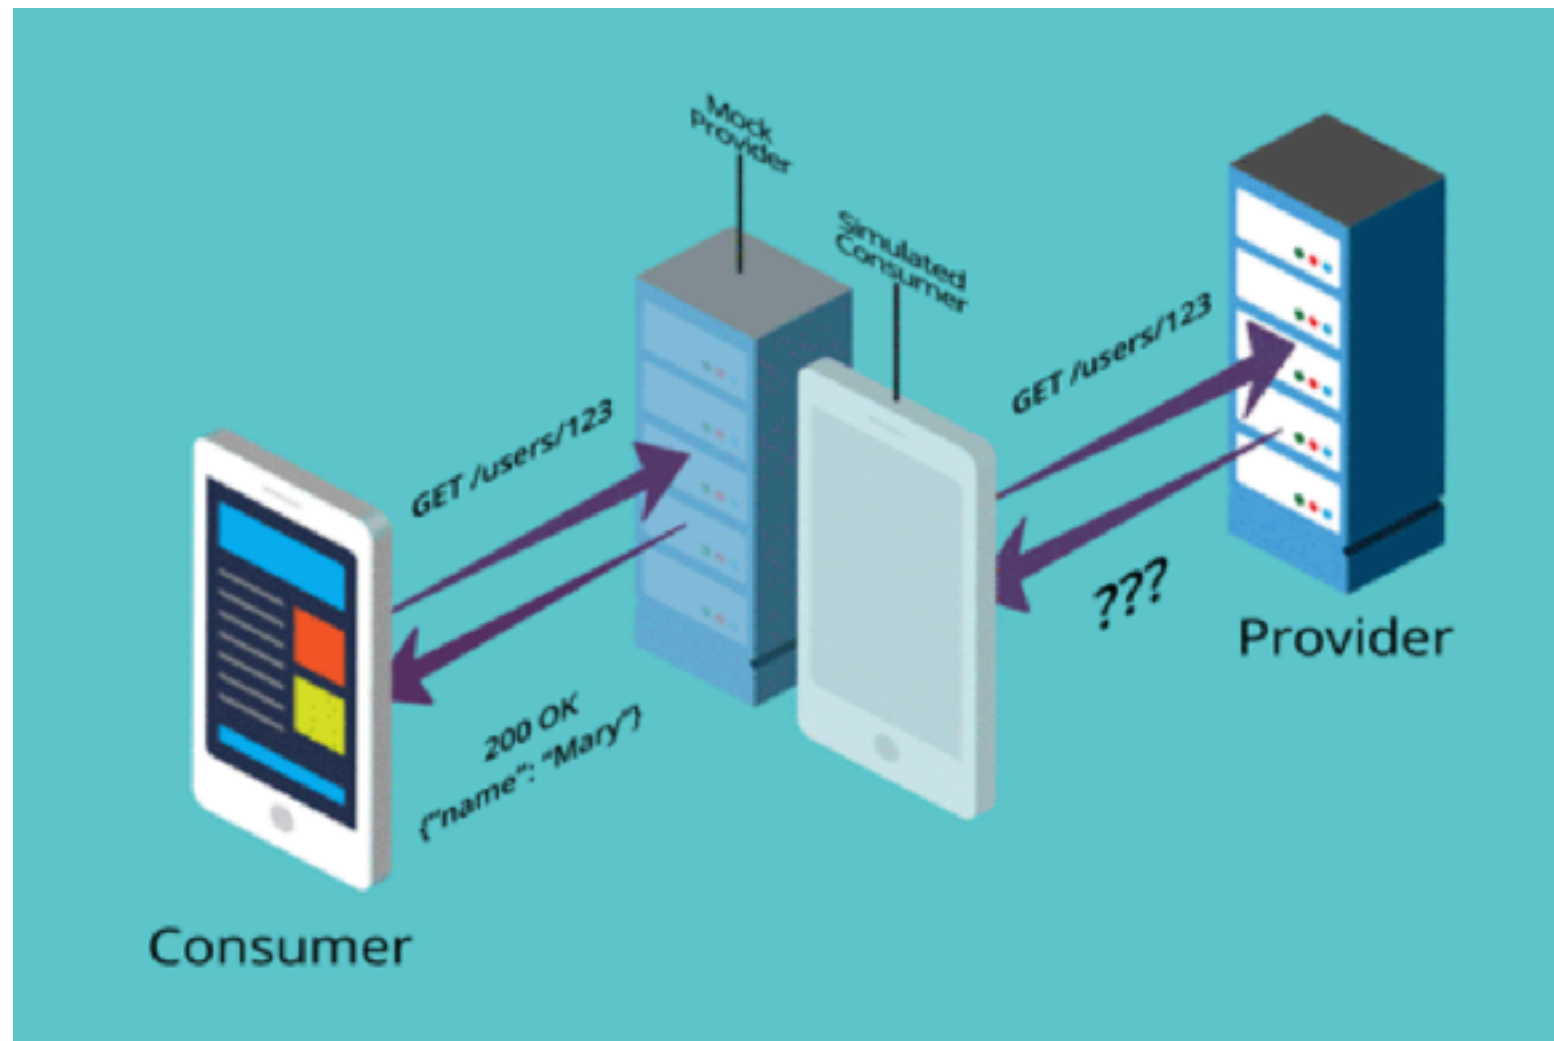 Mock
Provider
Simulated
Consumer
GET /users/123
GET /users/123
200 OK
{"name": "Mary"}
???
Provider
Consumer